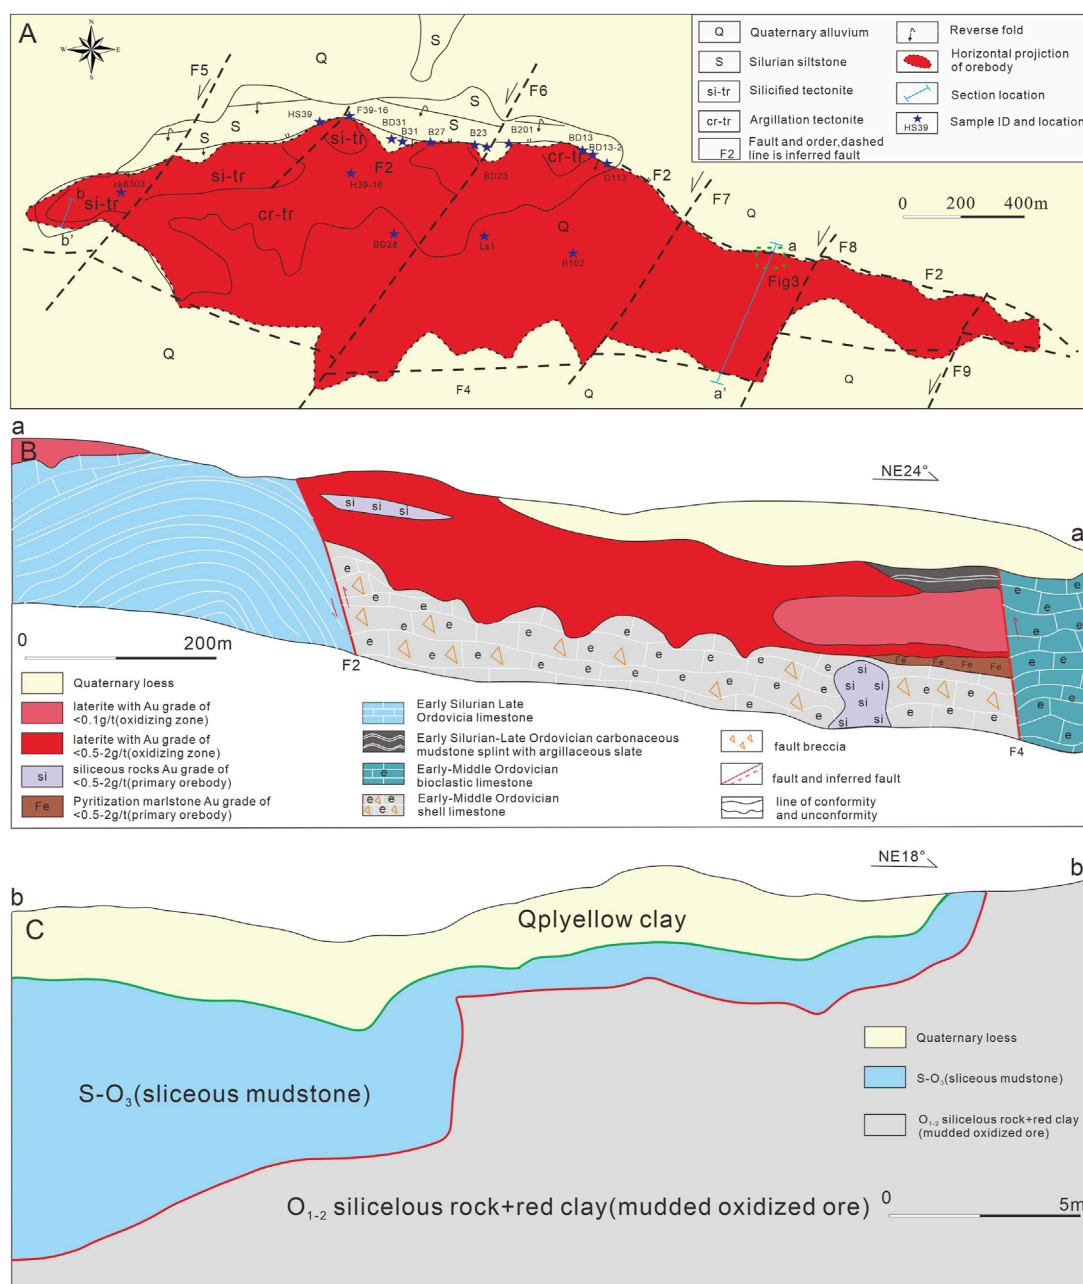 A
N
W
E
S
Q
S
F5
F6
S
S
S
HS39
F39-16
BD31
B31
B27
B23
B201
BD13
BD13-2
D112
si-tr
F2
H39-16
BD23
cr-tr
F2
F7
Q
zk6303
b
si-tr
si-tr
b'
cr-tr
BD28
Ls1
Q
B102
a
Fig3
F8
F2
F9
Q
F4
Q
a'
Q
0 200 400m
Q Quaternary alluvium
S Silurian siltstone
si-tr Silicified tectonite
cr-tr Argillation tectonite
F2 Fault and order,dashed
line is inferred fault
Reverse fold
Horizontal projiction
of orebody
Section location
HS39 Sample ID and location
a
B
NE24°
a
si si si
e e e e e e e e e e e e e
si
si si
si
si si
Fe Fe Fe Fe
e e e e
e e e e e e e
F2
F4
0 200m
Quaternary loess
laterite with Au grade of
<0.1g/t(oxidizing zone)
laterite with Au grade of
<0.5-2g/t(oxidizing zone)
si siliceous rocks Au grade of
<0.5-2g/t(primary orebody)
Fe Pyritization marlstone Au grade of
<0.5-2g/t(primary orebody)
Early Silurian Late
Ordovicia limestone
Early Silurian-Late Ordovician carbonaceous
mudstone splint with argillaceous slate
e Early-Middle Ordovician
bioclastic limestone
e e e e e Early-Middle Ordovician
shell limestone
fault breccia
fault and inferred fault
line of conformity
and unconformity
b
C
NE18°
b
Qplyellow clay
S-O₃(sliceous mudstone)
O₁₋₂ silicelous rock+red clay(mudded oxidized ore)
Quaternary loess
S-O₃(sliceous mudstone)
O₁₋₂ silicelous rock+red clay
(mudded oxidized ore)
0 5m